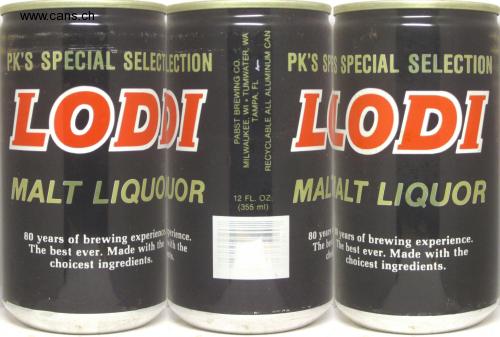 www.cans.ch
PK'S SPECIAL SELECTION
LODI
MALT LIQUOR
80 years of brewing experience.
The best ever. Made with the
choicest ingredients.
PABST BREWING CO.
MILWAUKEE, WI • TUMWATER, WA
TAMPA, FL
RECYCLABLE ALL ALUMINUM CAN
12 FL. OZ.
(355 ml)
PK'S SPECIAL SELECTION
LODI
MALT LIQUOR
80 years of brewing experience.
The best ever. Made with the
choicest ingredients.